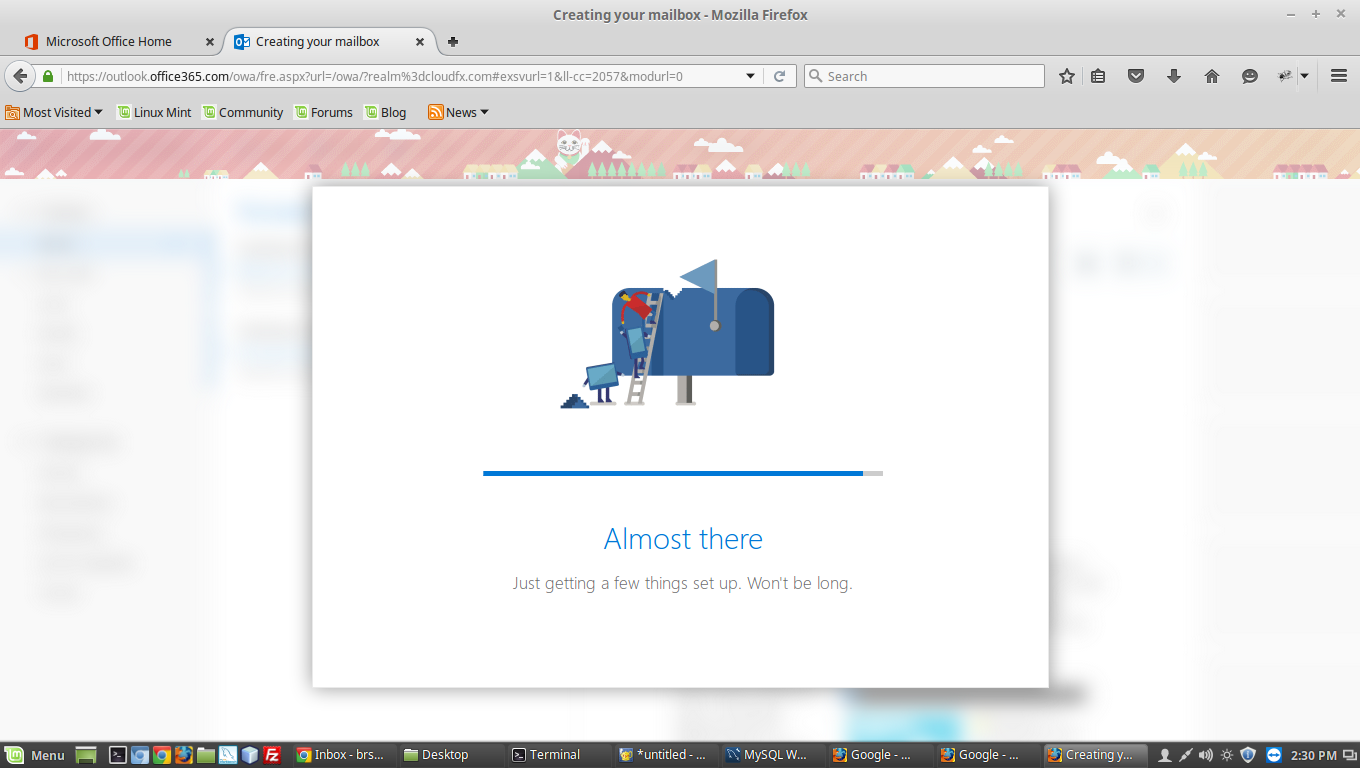 Creating your mailbox - Mozilla Firefox
Microsoft Office Home
Creating your mailbox
https://outlook.office365.com/owa/fre.aspx?url=/owa/?realm%3dcloudfx.com#exsvurl=1&ll-cc=2057&modurl=0
Search
Most Visited
Linux Mint
Community
Forums
Blog
News
Almost there
Just getting a few things set up. Won't be long.
Menu
Inbox - brs...
Desktop
Terminal
*untitled - ...
MySQL W...
Google - ...
Google - ...
Creating y...
2:30 PM